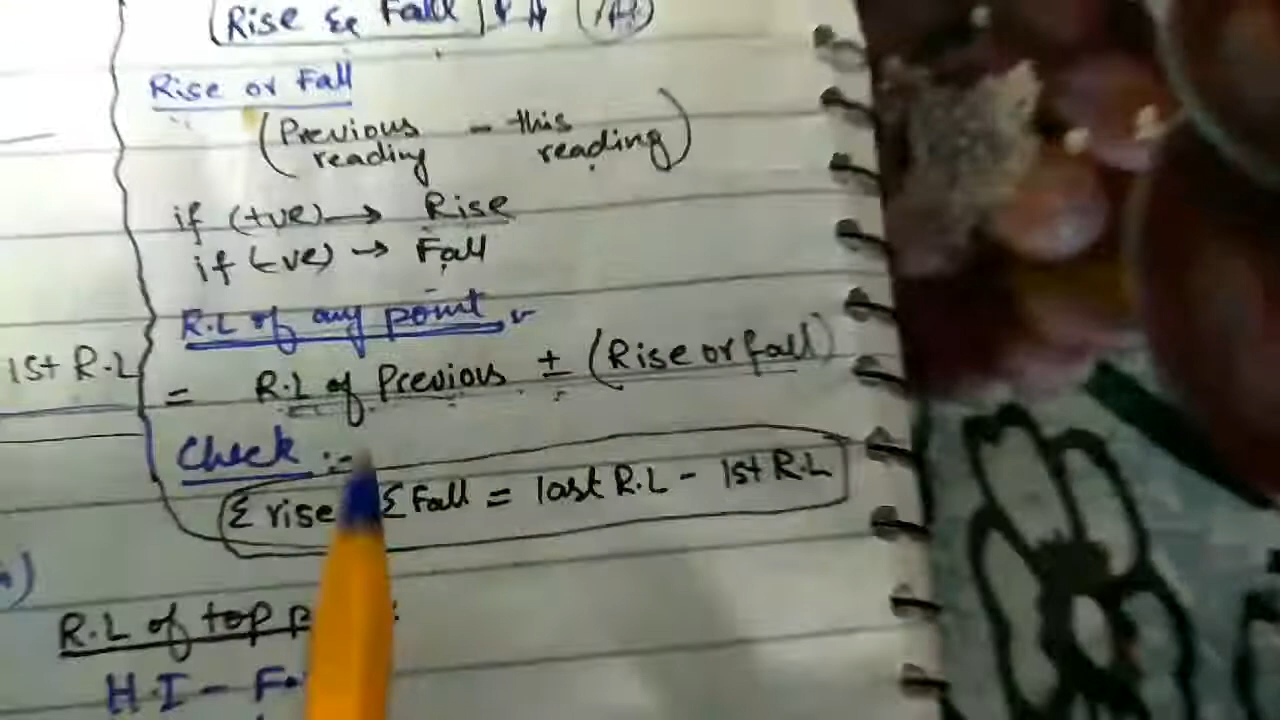 Rise & Fall
Rise or Fall
(Previous reading - this reading)
if (+ve) → Rise
if (-ve) → Fall
R.L of any point
1st R.L
= R.L of Previous ± (Rise or fall)
Check :-
Σ rise Σ Fall = last R.L - 1st R.L
R.L of top
H.I -